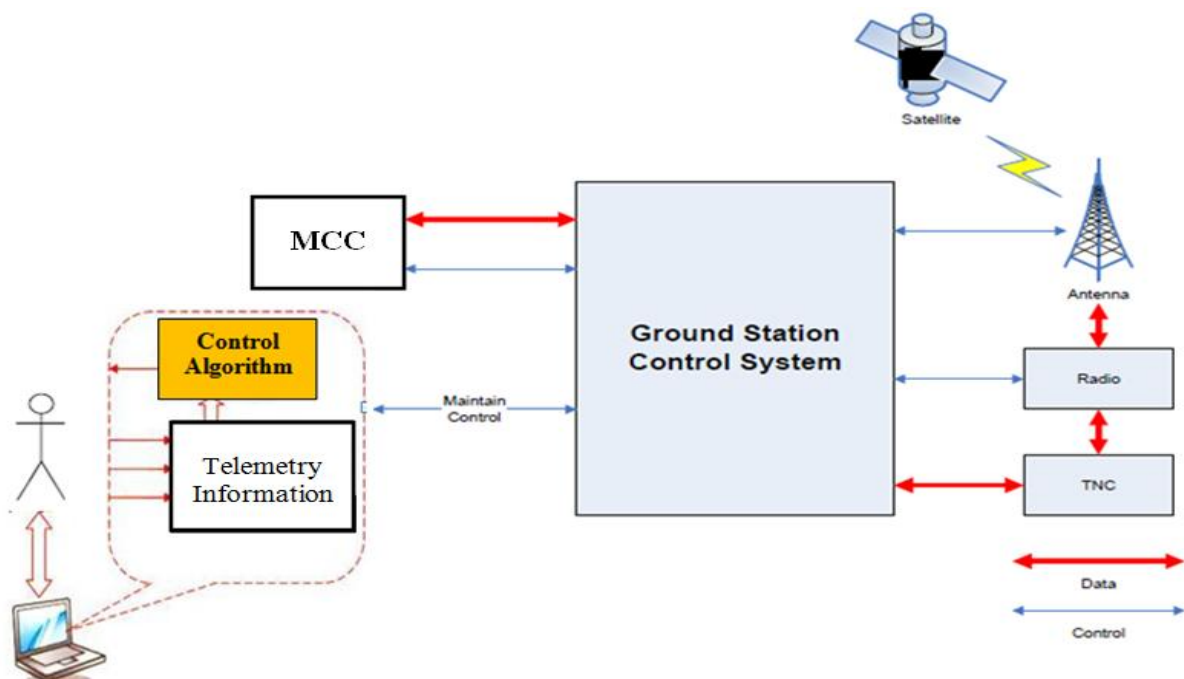 Satellite
MCC
Antenna
Control
Algorithm
Ground Station
Control System
Radio
Maintain
Control
Telemetry
Information
TNC
Data
Control